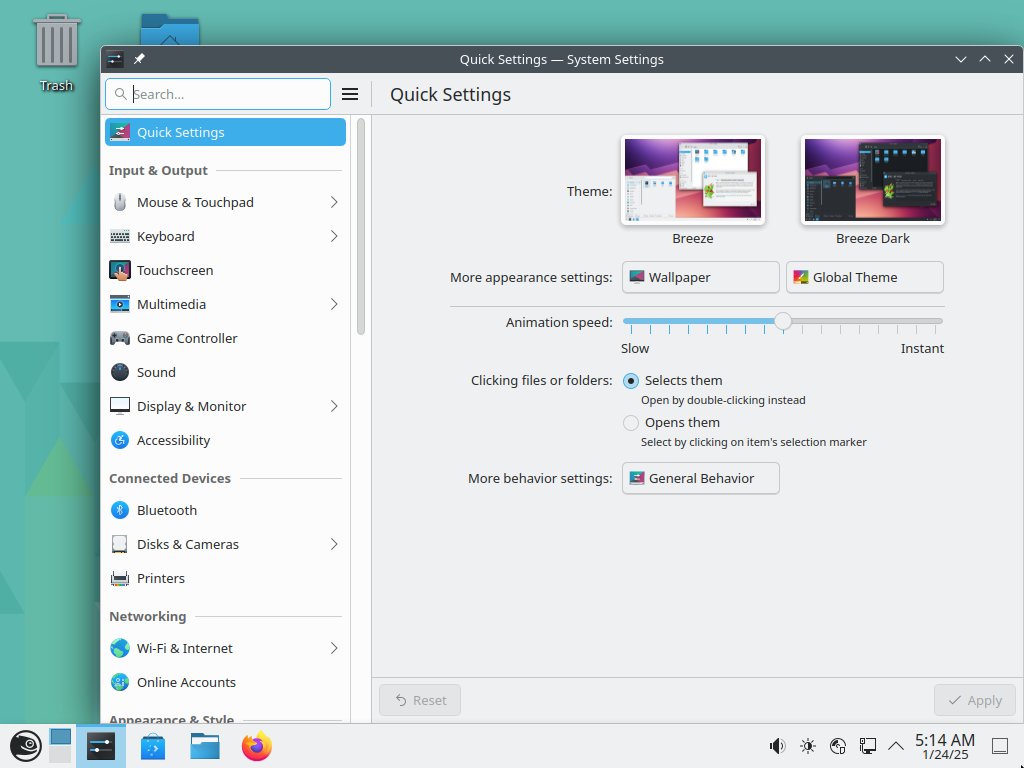 Trash
Quick Settings — System Settings
Search...
Quick Settings
Quick Settings
Input & Output
Mouse & Touchpad
Keyboard
Touchscreen
Multimedia
Game Controller
Sound
Display & Monitor
Accessibility
Connected Devices
Bluetooth
Disks & Cameras
Printers
Networking
Wi-Fi & Internet
Online Accounts
Appearance & Style
Theme:
Breeze
Breeze Dark
More appearance settings:
Wallpaper
Global Theme
Animation speed:
Slow
Instant
Clicking files or folders:
Selects them
Open by double-clicking instead
Opens them
Select by clicking on item's selection marker
More behavior settings:
General Behavior
Reset
Apply
5:14 AM
1/24/25